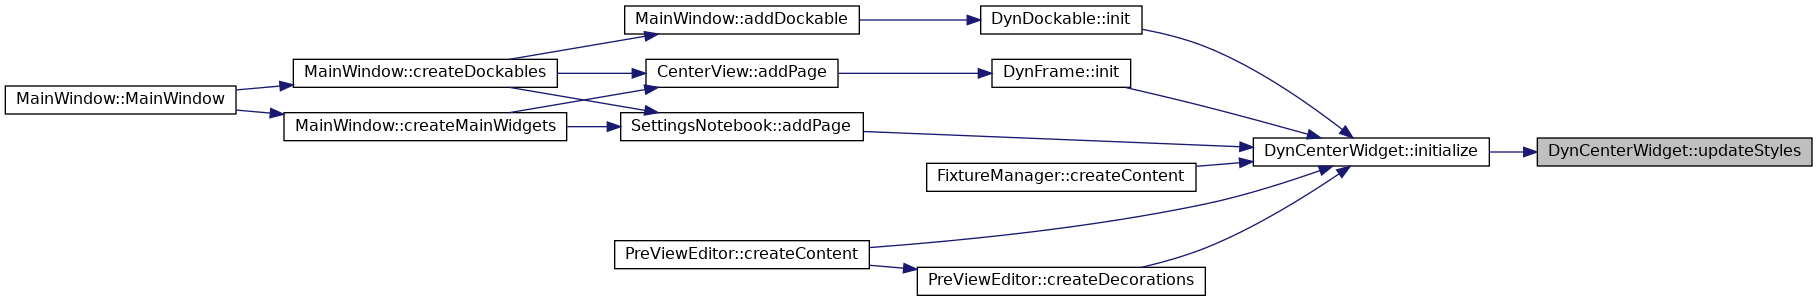 MainWindow::addDockable
DynDockable::init
MainWindow::createDockables
CenterView::addPage
DynFrame::init
MainWindow::MainWindow
MainWindow::createMainWidgets
SettingsNotebook::addPage
DynCenterWidget::initialize
DynCenterWidget::updateStyles
FixtureManager::createContent
PreViewEditor::createContent
PreViewEditor::createDecorations